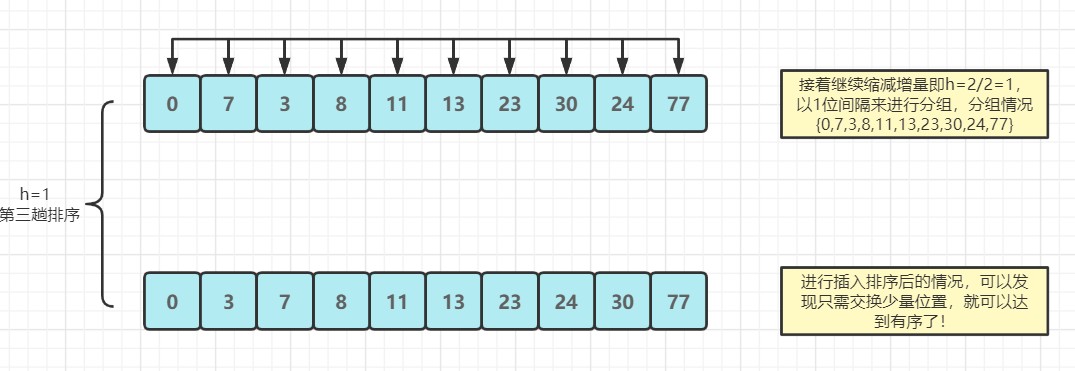 0 7 3 8 11 13 23 30 24 77
接着继续缩减增量即h=2/2=1，
以1位间隔来进行分组，分组情况
{0,7,3,8,11,13,23,30,24,77}
h=1
第三趟排序
0 3 7 8 11 13 23 24 30 77
进行插入排序后的情况，可以发
现只需交换少量位置，就可以达
到有序了！